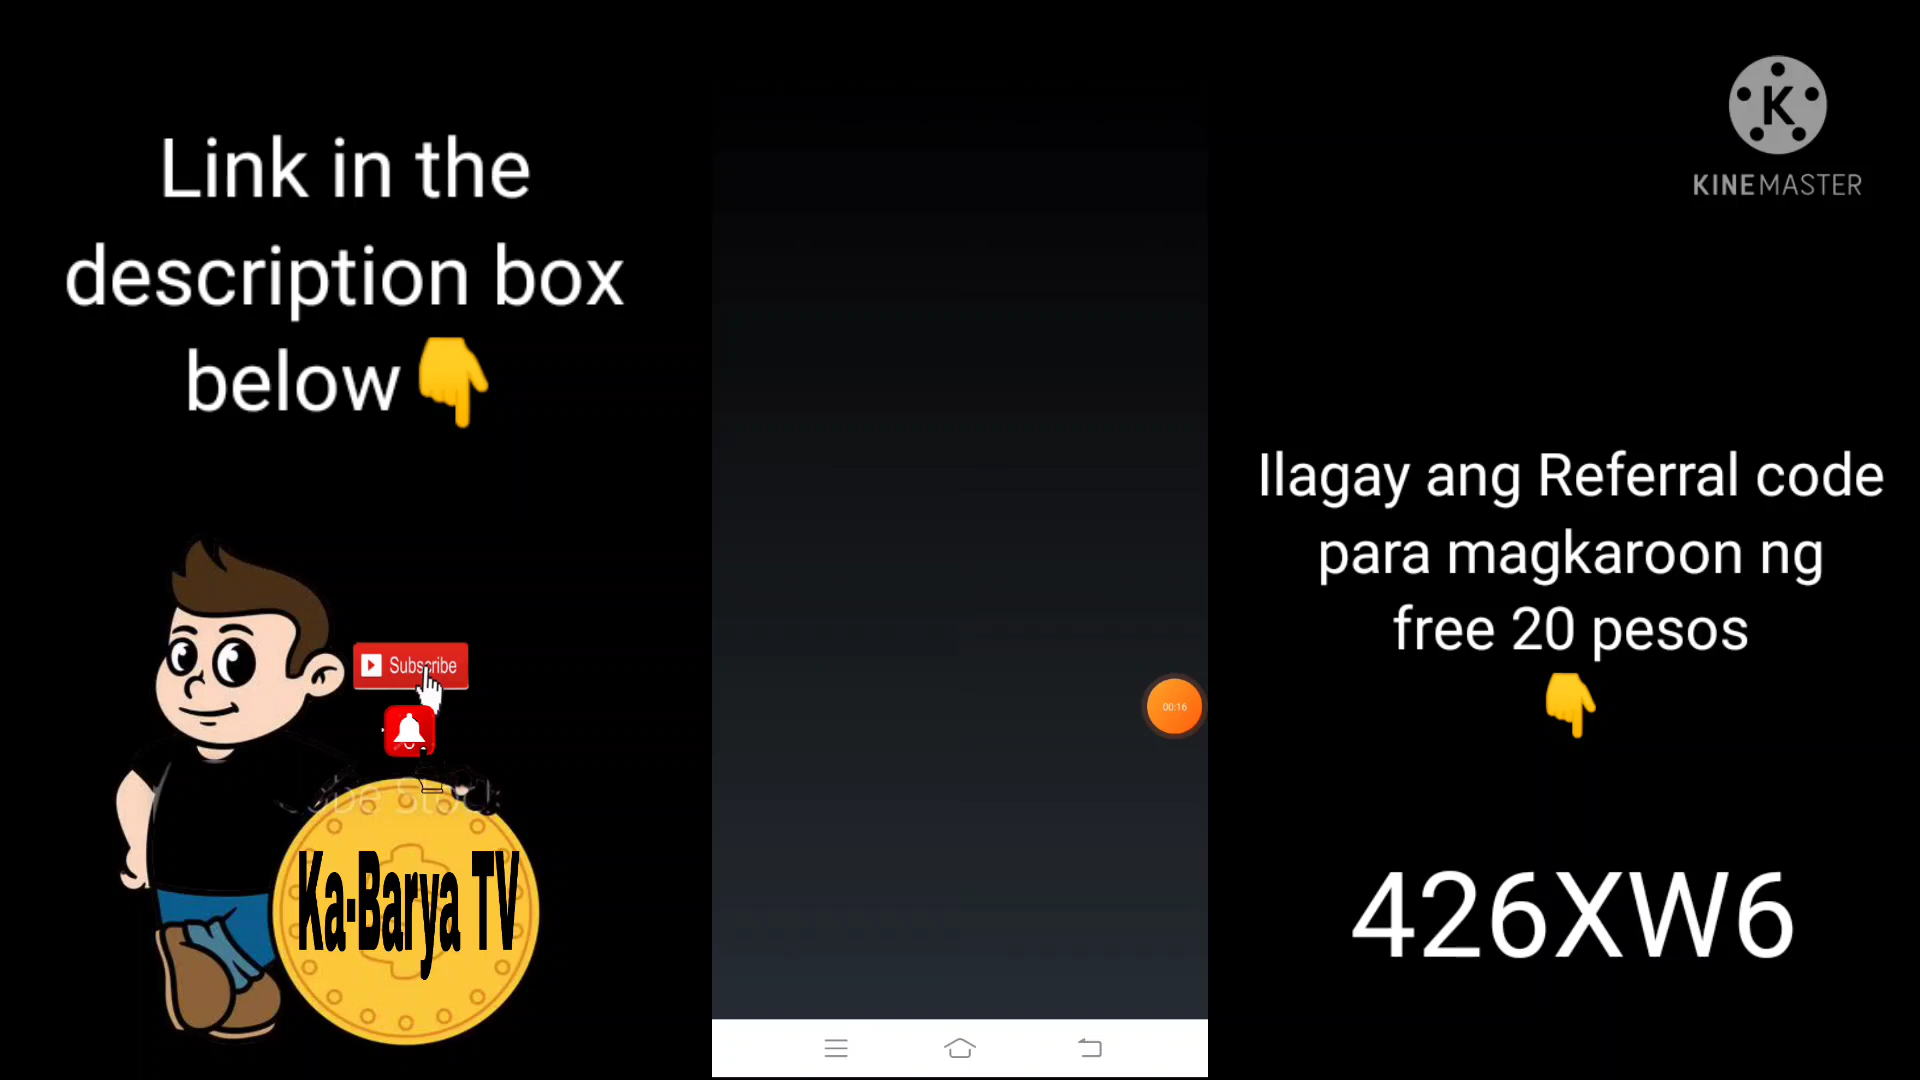 Link in the
description box
below👇
KINEMASTER
Ilagay ang Referral code
para magkaroon ng
free 20 pesos
👇
426XW6
Subscribe
00:16
Ka-Barya TV